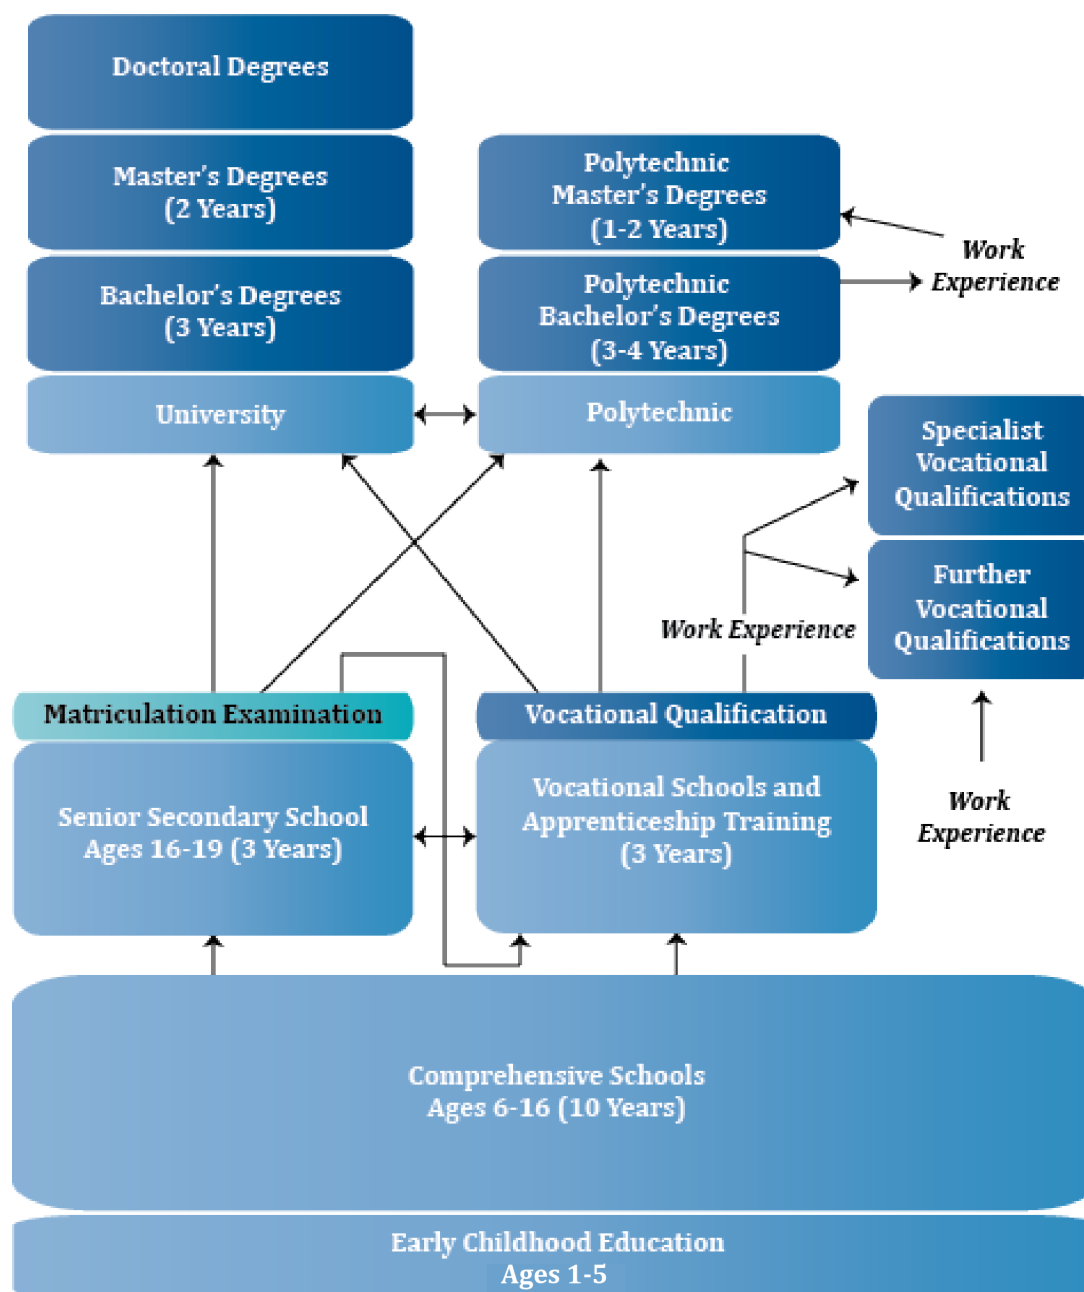 Doctoral Degrees
Master's Degrees
(2 Years)
Bachelor's Degrees
(3 Years)
University
Polytechnic
Master's Degrees
(1-2 Years)
Polytechnic
Bachelor's Degrees
(3-4 Years)
Polytechnic
Work
Experience
Specialist
Vocational
Qualifications
Further
Vocational
Qualifications
Work Experience
Matriculation Examination
Vocational Qualification
Senior Secondary School
Ages 16-19 (3 Years)
Vocational Schools and
Apprenticeship Training
(3 Years)
Work
Experience
Comprehensive Schools
Ages 6-16 (10 Years)
Early Childhood Education
Ages 1-5